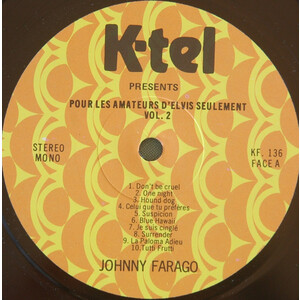 K-tel
PRESENTS
POUR LES AMATEURS D'ELVIS SEULEMENT
VOL. 2
STEREO
MONO
KF. 136
FACE A
1. Don't be cruel
2. One night
3. Hound dog
4. Celui que tu préfères
5. Suspicion
6. Blue Hawaii
7. Je suis cinglé
8. Surrender
9. La Paloma Adieu
10. Tutti Frutti
JOHNNY FARAGO